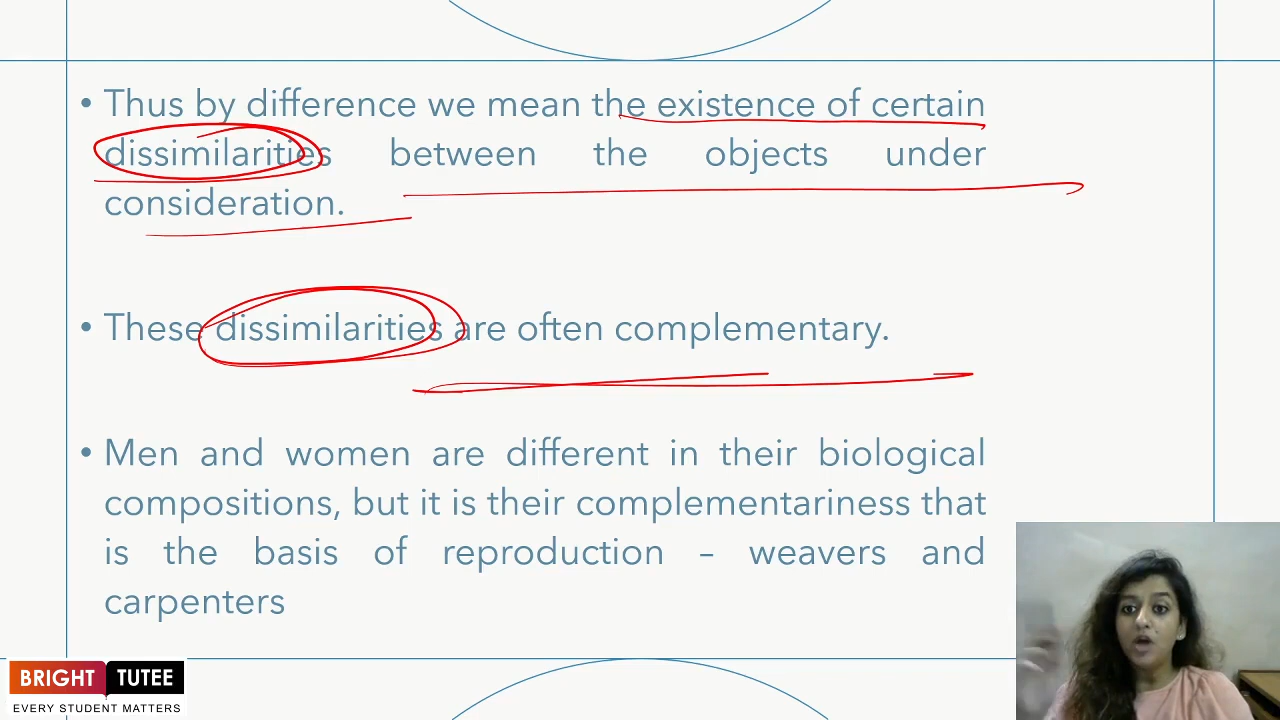 • Thus by difference we mean the existence of certain
dissimilarities between the objects under
consideration.
• These dissimilarities are often complementary.
• Men and women are different in their biological
compositions, but it is their complementariness that
is the basis of reproduction – weavers and
carpenters
BRIGHT TUTEE
EVERY STUDENT MATTERS